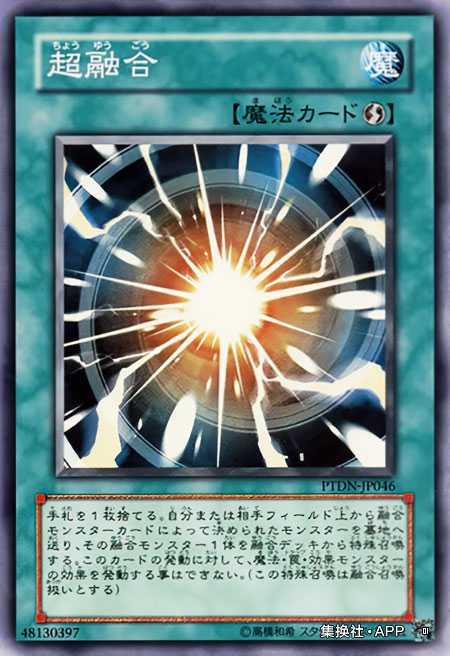 ちょう ゆう ごう
超融合
魔
ま ほう
【魔法カード】
PTDN-JP046
手札を1枚捨てる。自分または相手フィールド上から融合
モンスターカードによって決められたモンスターを墓地へ
送り、その融合モンスター1体を融合デッキから特殊召喚
する。このカードの発動に対して、魔法・罠・効果モンスター
の効果を発動する事はできない。(この特殊召喚は融合召喚
扱いとする)
48130397
©高橋和希 スタ
集英社・APP 01